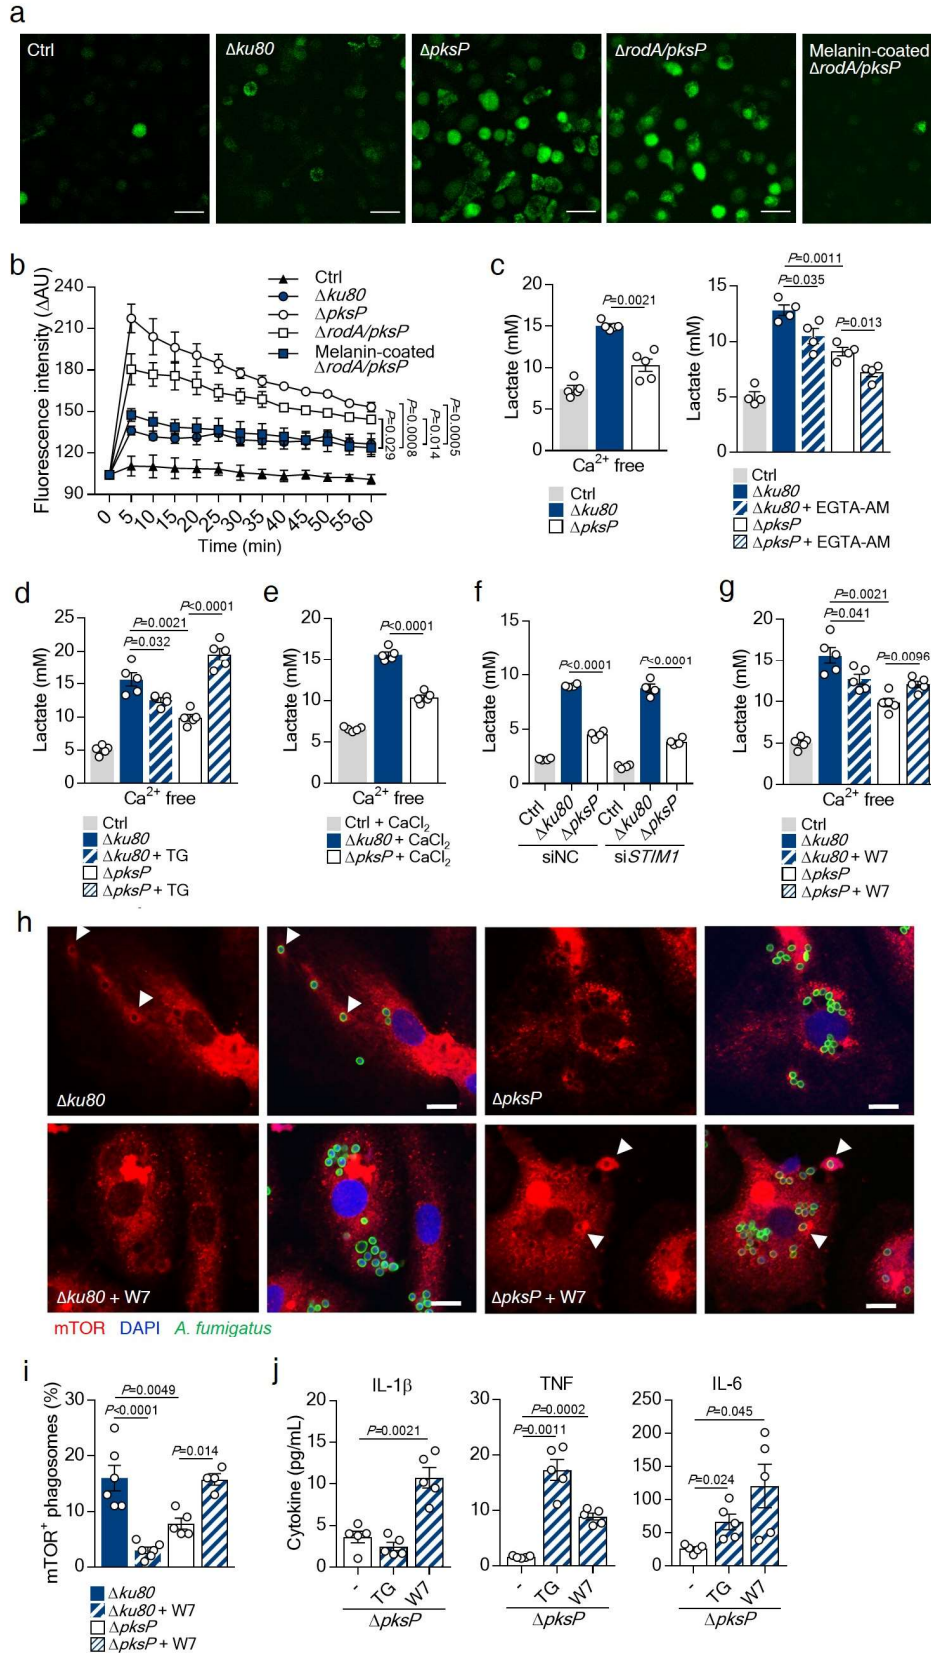 a
Ctrl
Δku80
ΔpksP
ΔrodA/pksP
Melanin-coated
ΔrodA/pksP
b
Fluorescence intensity (ΔAU)
240
210
180
150
120
90
0
5
10
15
20
25
30
35
40
45
50
55
60
Time (min)
Ctrl
Δku80
ΔpksP
ΔrodA/pksP
Melanin-coated
ΔrodA/pksP
P=0.029
P=0.0008
P=0.014
P=0.0005
c
Lactate (mM)
20
15
10
5
0
P=0.0021
Ca2+ free
Ctrl
Δku80
ΔpksP
Lactate (mM)
15
10
5
0
P=0.0011
P=0.035
P=0.013
Ctrl
Δku80
Δku80 + EGTA-AM
ΔpksP
ΔpksP + EGTA-AM
d
Lactate (mM)
25
20
15
10
5
0
P<0.0001
P=0.0021
P=0.032
Ca2+ free
Ctrl
Δku80
Δku80 + TG
ΔpksP
ΔpksP + TG
e
Lactate (mM)
20
15
10
5
0
P<0.0001
Ca2+ free
Ctrl + CaCl2
Δku80 + CaCl2
ΔpksP + CaCl2
f
Lactate (mM)
15
10
5
0
P<0.0001
P<0.0001
Ctrl
Δku80
ΔpksP
Ctrl
Δku80
ΔpksP
siNC
siSTIM1
g
Lactate (mM)
20
15
10
5
0
P=0.0021
P=0.041
P=0.0096
Ca2+ free
Ctrl
Δku80
Δku80 + W7
ΔpksP
ΔpksP + W7
h
Δku80
ΔpksP
Δku80 + W7
ΔpksP + W7
mTOR DAPI A. fumigatus
i
mTOR+ phagosomes (%)
30
20
10
0
P=0.0049
P<0.0001
P=0.014
Δku80
Δku80 + W7
ΔpksP
ΔpksP + W7
j
Cytokine (pg/mL)
IL-1β
20
15
10
5
0
P=0.0021
-
TG
W7
ΔpksP
TNF
30
20
10
0
P=0.0002
P=0.0011
-
TG
W7
ΔpksP
IL-6
250
200
150
100
50
0
P=0.045
P=0.024
-
TG
W7
ΔpksP